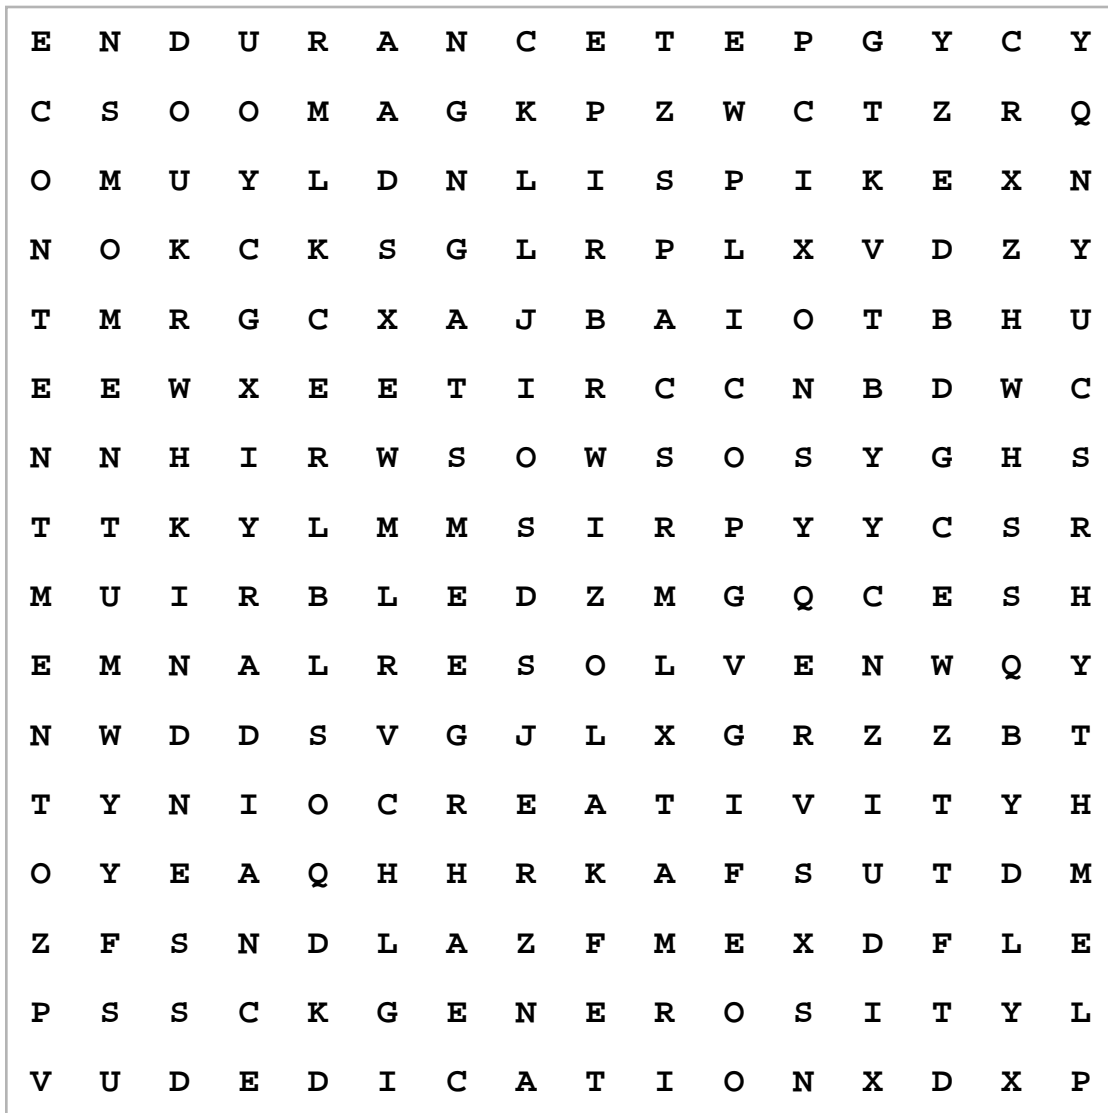 E N D U R A N C E T E P G Y C Y
C S O O M A G K P Z W C T Z R Q
O M U Y L D N L I S P I K E X N
N O K C K S G L R P L X V D Z Y
T M R G C X A J B A I O T B H U
E E W X E E T I R C C N B D W C
N N H I R W S O W S O S Y G H S
T T K Y L M M S I R P Y Y C S R
M U I R B L E D Z M G Q C E S H
E M N A L R E S O L V E N W Q Y
N W D D S V G J L X G R Z Z B T
T Y N I O C R E A T I V I T Y H
O Y E A Q H H R K A F S U T D M
Z F S N D L A Z F M E X D F L E
P S S C K G E N E R O S I T Y L
V U D E D I C A T I O N X D X P